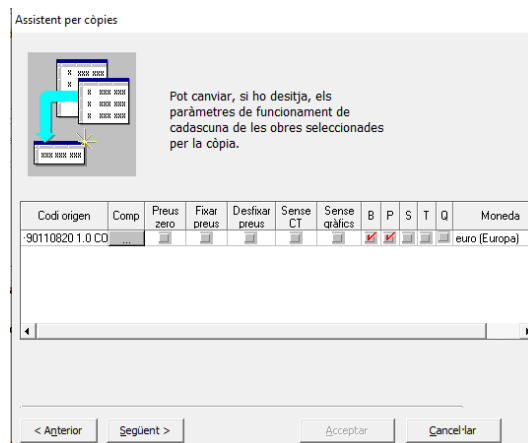 Assistent per còpies
Pot canviar, si ho desitja, els
paràmetres de funcionament de
cadascuna de les obres seleccionades
per la còpia.
Codi origen Comp Preus zero Fixar preus Desfixar preus Sense CT Sense gràfics B P S T Q Moneda
90110820 1.0 CO ... euro (Europa)
< Anterior Següent > Acceptar Cancel·lar